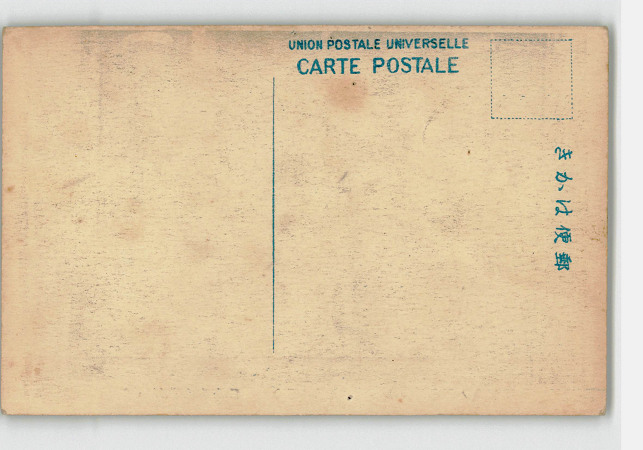 UNION POSTALE UNIVERSELLE
CARTE POSTALE
きかは便郵